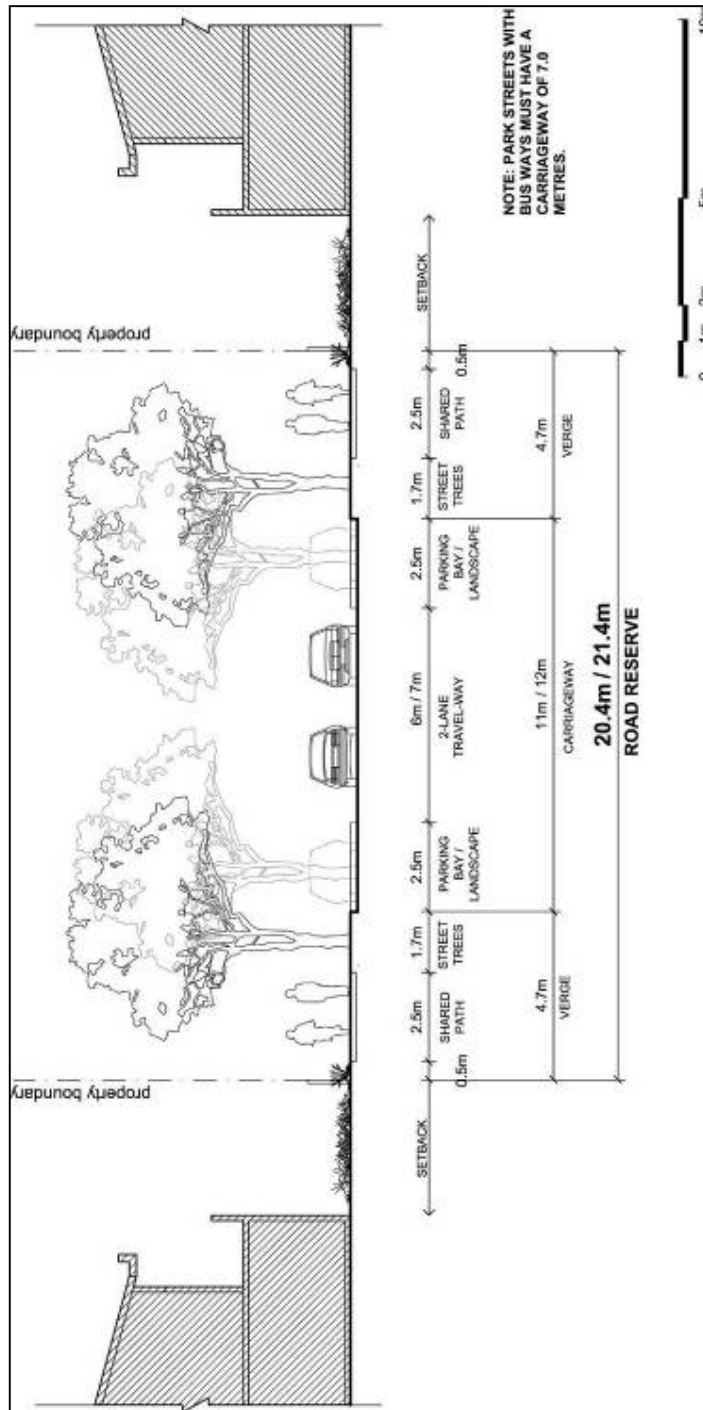 property boundary
property boundary
SETBACK
0.5m
2.5m
SHARED
PATH
1.7m
STREET
TREES
2.5m
PARKING
BAY /
LANDSCAPE
6m / 7m
2-LANE
TRAVEL-WAY
2.5m
PARKING
BAY /
LANDSCAPE
1.7m
STREET
TREES
2.5m
SHARED
PATH
0.5m
SETBACK
4.7m
VERGE
11m / 12m
CARRIAGEWAY
4.7m
VERGE
20.4m / 21.4m
ROAD RESERVE
NOTE: PARK STREETS WITH
BUS WAYS MUST HAVE A
CARRIAGEWAY OF 7.0
METRES.
0 1m 2m 5m 10m